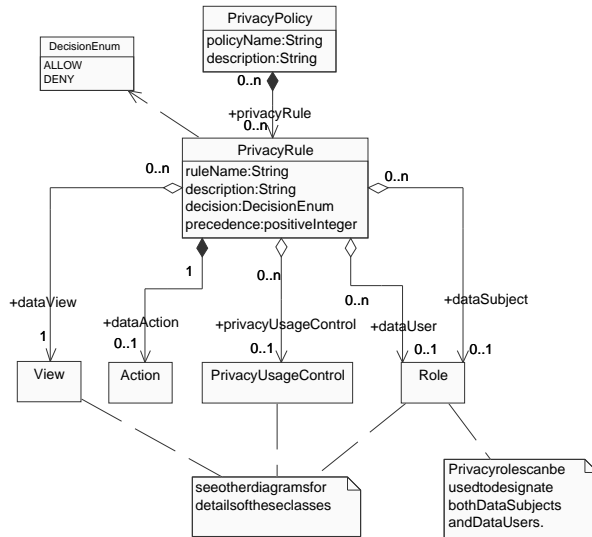 PrivacyPolicy
policyName:String
description:String
DecisionEnum
ALLOW
DENY
0..n
+privacyRule
0..n
PrivacyRule
ruleName:String
description:String
decision:DecisionEnum
precedence:positiveInteger
0..n
0..n
1
0..n
0..n
+dataView
+dataAction
+privacyUsageControl
+dataUser
+dataSubject
1
0..1
0..1
0..1
0..1
View
Action
PrivacyUsageControl
Role
seeotherdiagramsfor
detailsoftheseclasses
Privacyrolescanbe
usedtodesignate
bothDataSubjects
andDataUsers.